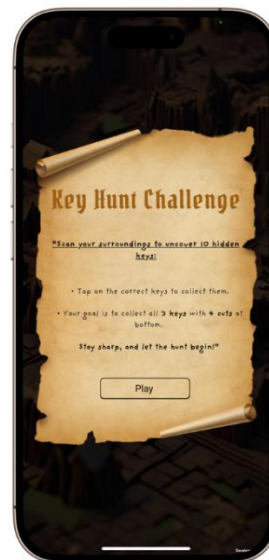 Key Hunt Challenge
"Scan your surroundings to uncover 10 hidden
keys:
• Tap on the correct keys to collect them.
• Your goal is to collect all 3 keys with 4 cuts at
bottom.
Stay sharp, and let the hunt begin!"
Play